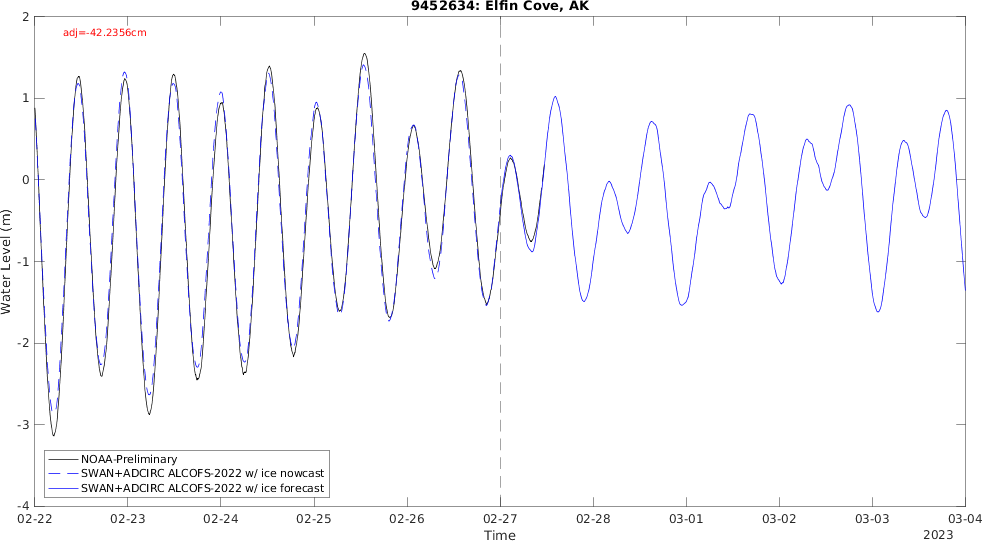 9452634: Elfin Cove, AK
adj=-42.2356cm
Water Level (m)
2
1
0
-1
-2
-3
-4
NOAA-Preliminary
SWAN+ADCIRC ALCOFS-2022 w/ ice nowcast
SWAN+ADCIRC ALCOFS-2022 w/ ice forecast
02-22 02-23 02-24 02-25 02-26 02-27 02-28 03-01 03-02 03-03 03-04
Time
2023